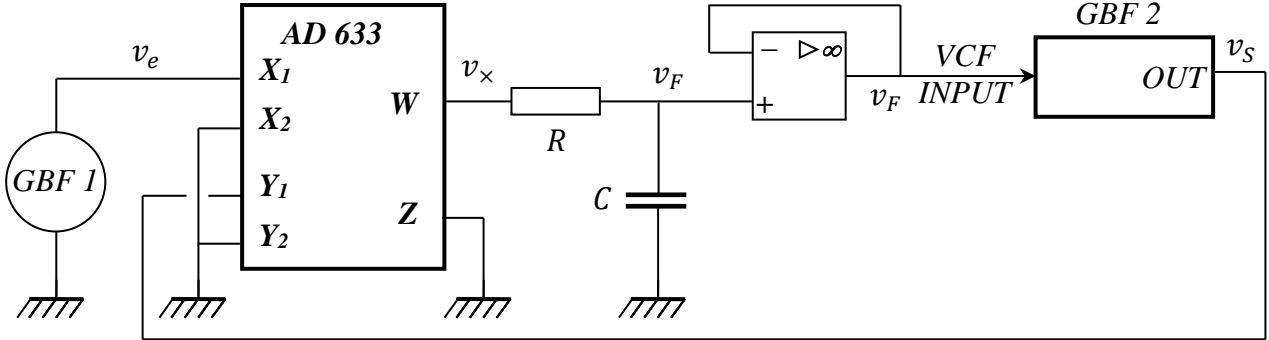 GBF 2
AD 633
v_e
X₁
v_×
v_F
− ▷∞
VCF
v_S
W
OUT
X₂
+
v_F
INPUT
R
GBF 1
Y₁
C
Z
Y₂